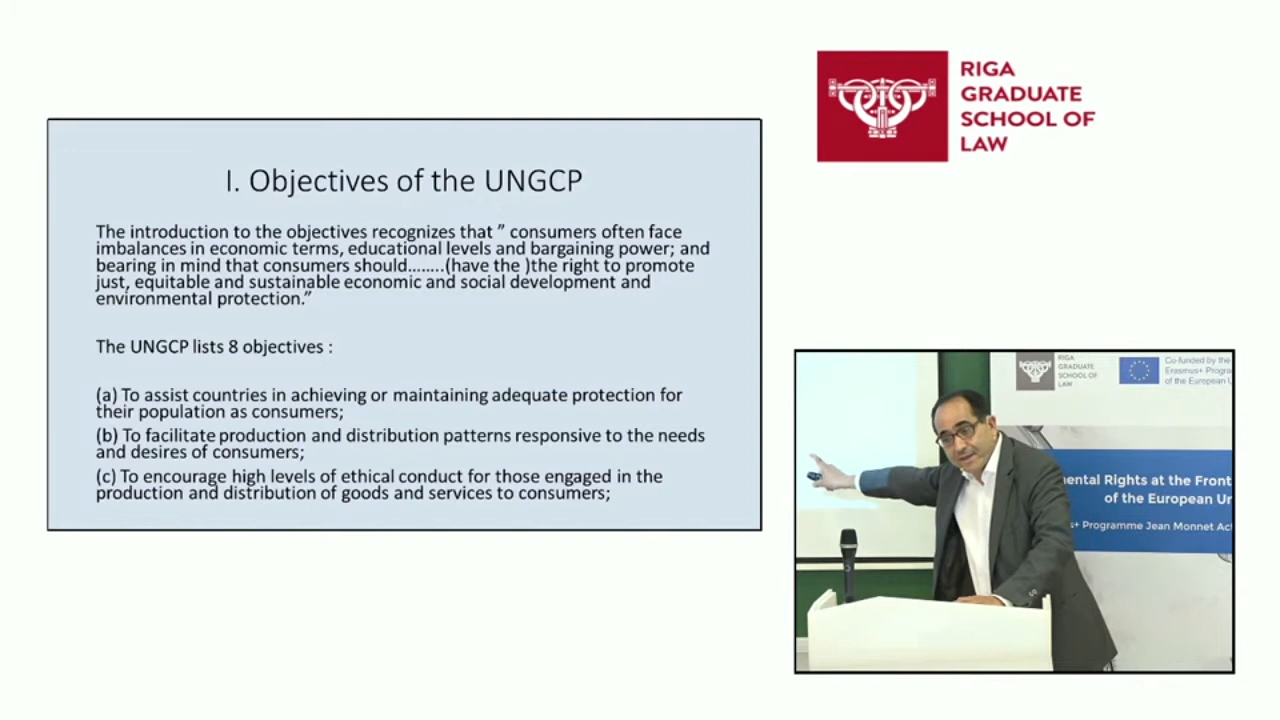 I. Objectives of the UNGCP
The introduction to the objectives recognizes that ” consumers often face
imbalances in economic terms, educational levels and bargaining power; and
bearing in mind that consumers should........(have the )the right to promote
just, equitable and sustainable economic and social development and
environmental protection.”
The UNGCP lists 8 objectives :
(a) To assist countries in achieving or maintaining adequate protection for
their population as consumers;
(b) To facilitate production and distribution patterns responsive to the needs
and desires of consumers;
(c) To encourage high levels of ethical conduct for those engaged in the
production and distribution of goods and services to consumers;
RIGA
GRADUATE
SCHOOL OF
LAW
RIGA
GRADUATE
SCHOOL OF
LAW
Co-funded by the
Erasmus+
of the European
Rights at the
of the European
Programme Jean Monnet